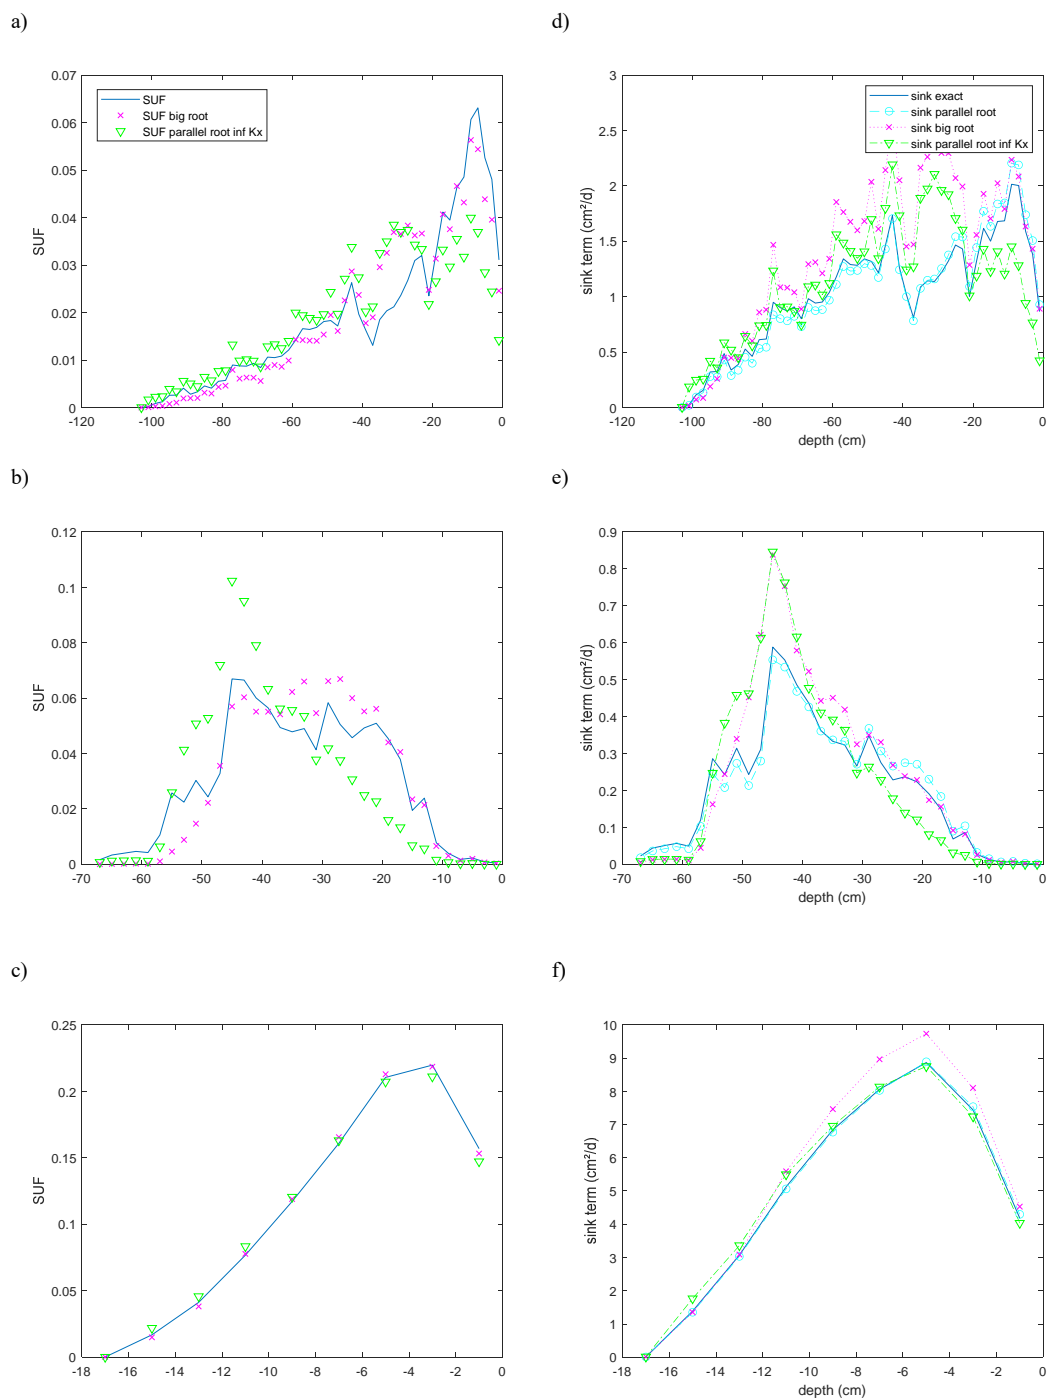 a)
0.07
0.06
0.05
0.04
0.03
0.02
0.01
0
-120 -100 -80 -60 -40 -20 0
SUF
SUF
SUF big root
SUF parallel root inf Kx
d)
3
2.5
2
1.5
1
0.5
0
-120 -100 -80 -60 -40 -20 0
sink term (cm²/d)
depth (cm)
sink exact
sink parallel root
sink big root
sink parallel root inf Kx
b)
0.12
0.1
0.08
0.06
0.04
0.02
0
-70 -60 -50 -40 -30 -20 -10 0
SUF
e)
0.9
0.8
0.7
0.6
0.5
0.4
0.3
0.2
0.1
0
-70 -60 -50 -40 -30 -20 -10 0
sink term (cm²/d)
depth (cm)
c)
0.25
0.2
0.15
0.1
0.05
0
-18 -16 -14 -12 -10 -8 -6 -4 -2 0
SUF
f)
10
9
8
7
6
5
4
3
2
1
0
-18 -16 -14 -12 -10 -8 -6 -4 -2 0
sink term (cm²/d)
depth (cm)